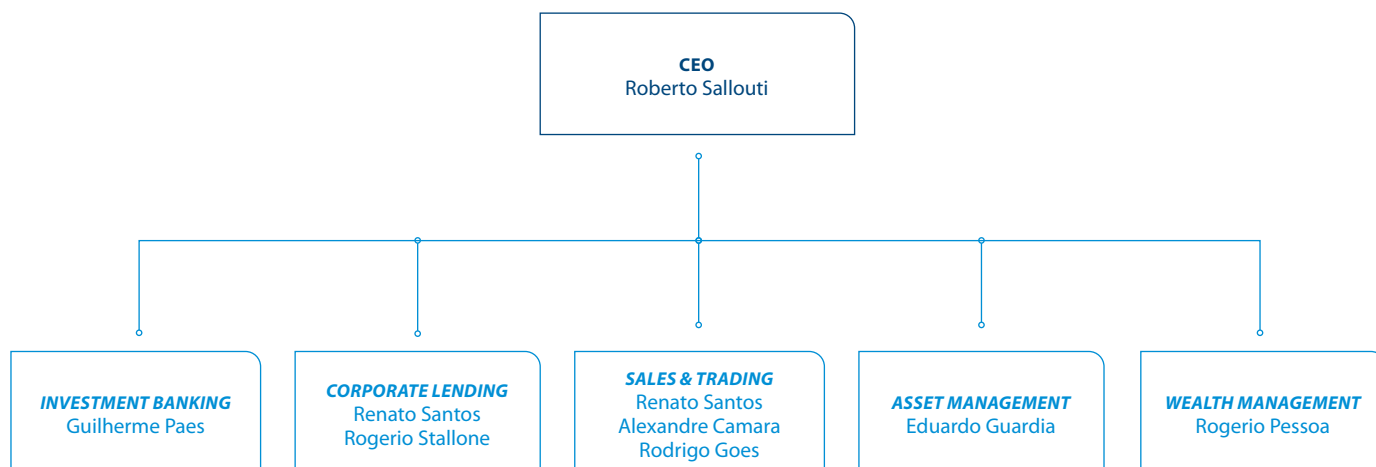 CEO
Roberto Sallouti
INVESTMENT BANKING
Guilherme Paes
CORPORATE LENDING
Renato Santos
Rogerio Stallone
SALES & TRADING
Renato Santos
Alexandre Camara
Rodrigo Goes
ASSET MANAGEMENT
Eduardo Guardia
WEALTH MANAGEMENT
Rogerio Pessoa